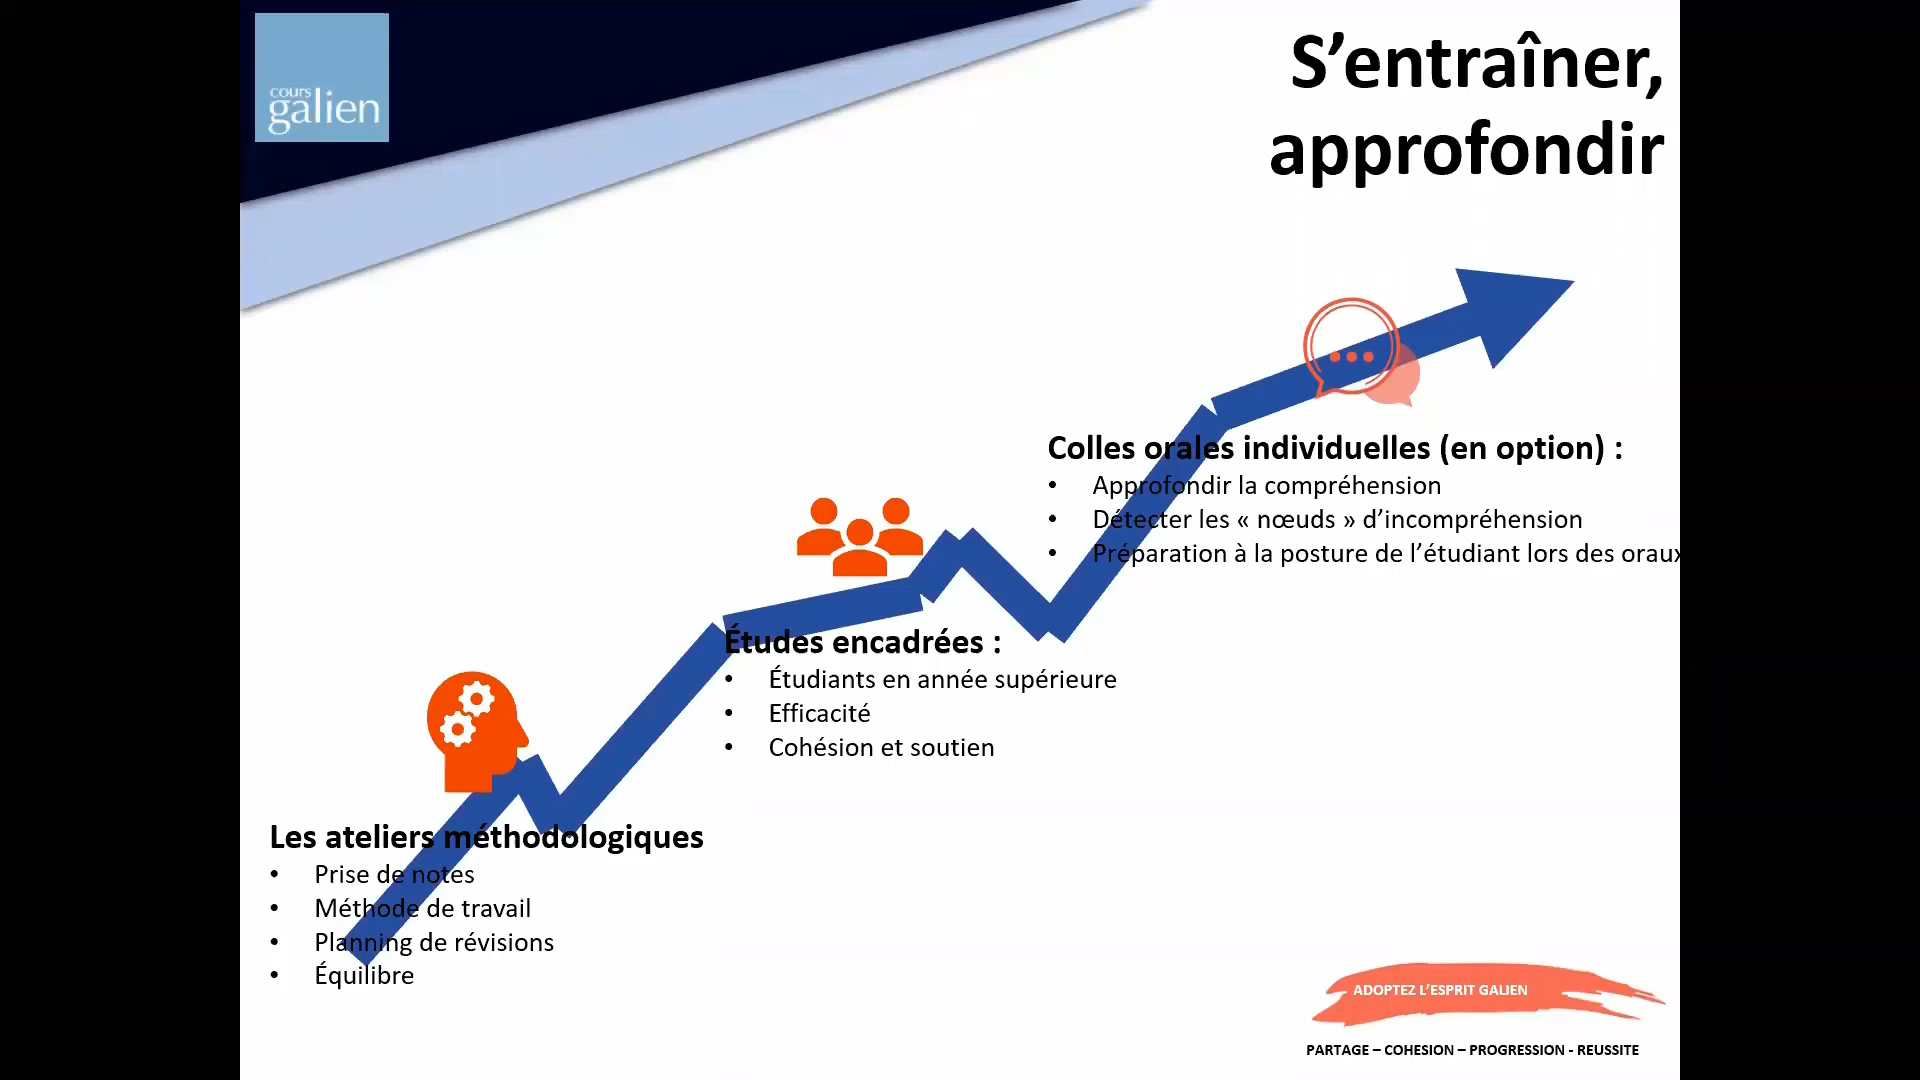 cours
galien
S’entraîner,
approfondir
Colles orales individuelles (en option) :
• Approfondir la compréhension
• Détecter les « nœuds » d’incompréhension
• Préparation à la posture de l’étudiant lors des oraux
Études encadrées :
• Étudiants en année supérieure
• Efficacité
• Cohésion et soutien
Les ateliers méthodologiques
• Prise de notes
• Méthode de travail
• Planning de révisions
• Équilibre
ADOPTEZ L’ESPRIT GALIEN
PARTAGE – COHESION – PROGRESSION - REUSSITE